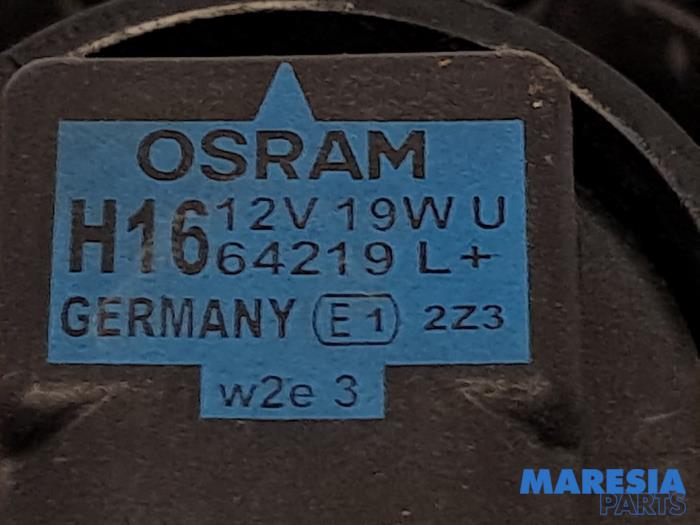 OSRAM
H16 12V 19W U
64219 L+
GERMANY E1 2Z3
w2e 3
MARESIA
PARTS